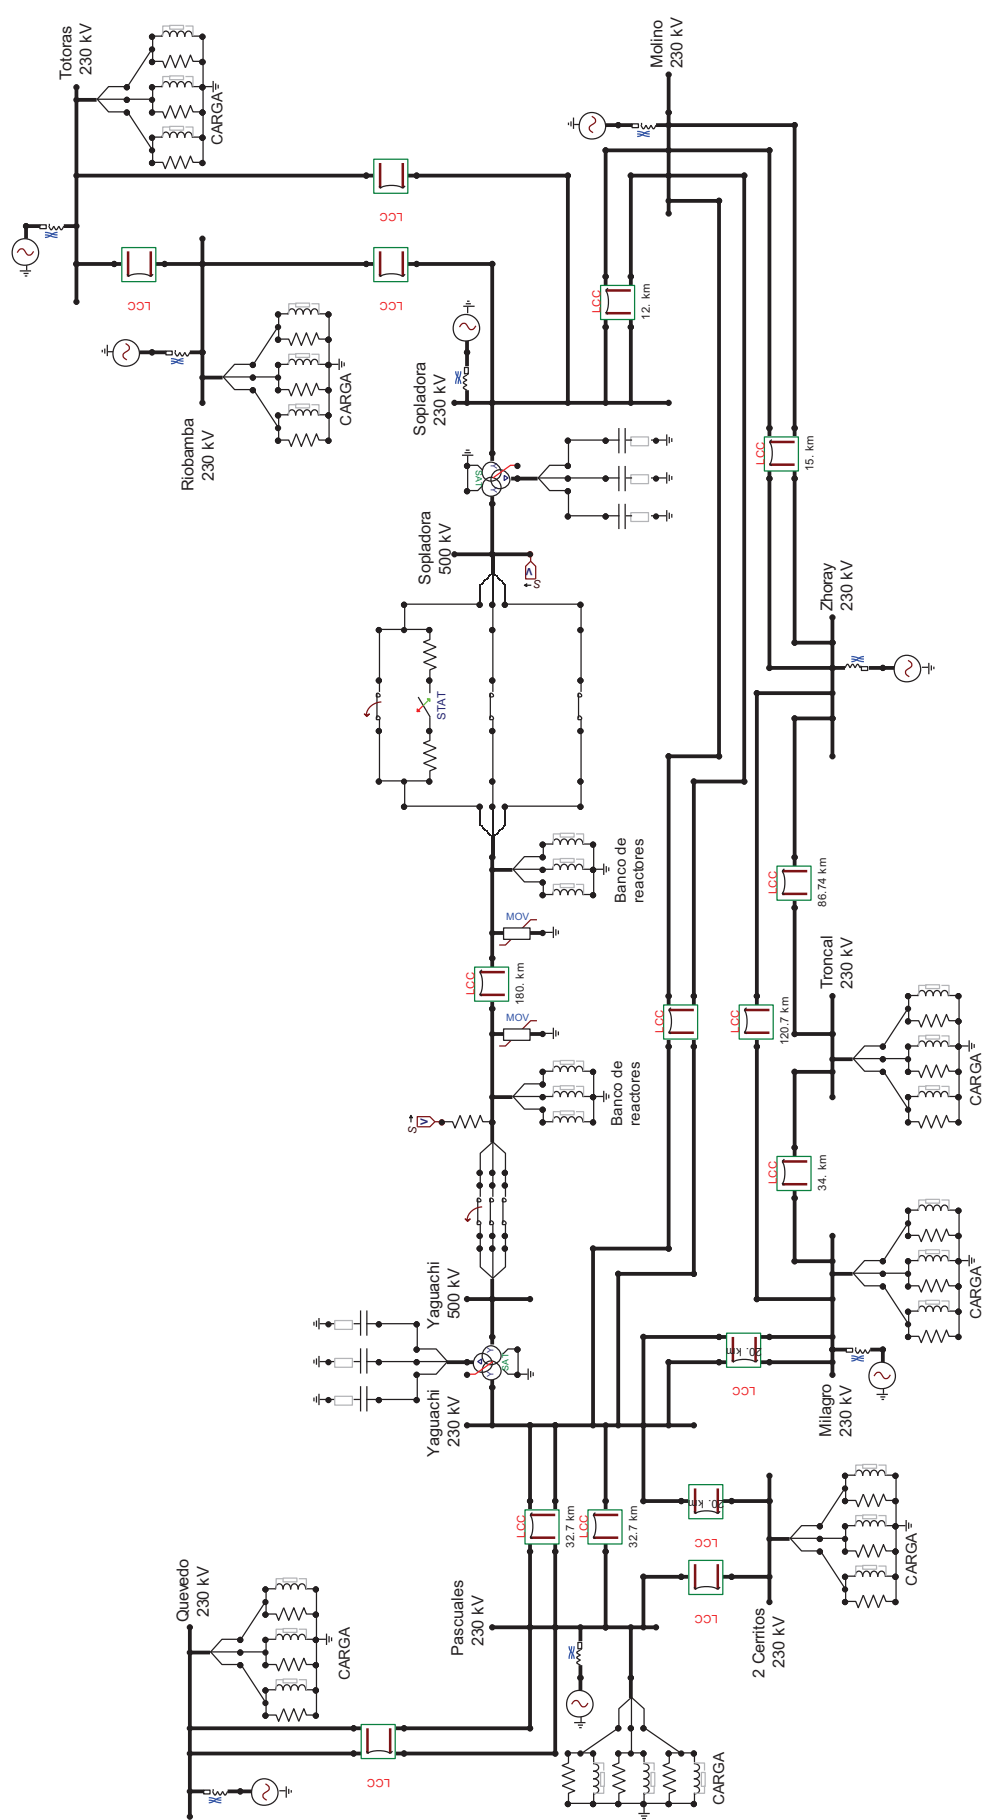 Totoras
230 kV
CARGA
LCC
LCC
LCC
Riobamba
230 kV
CARGA
Molino
230 kV
LCC
12. km
Sopladora
230 kV
SAT
Y
Y
Sopladora
500 kV
V
S
LCC
15. km
Zhoray
230 kV
STAT
Banco de
reactores
MOV
LCC
180. km
MOV
Banco de
reactores
S
V
LCC
LCC
120.7 km
LCC
86.74 km
Troncal
230 kV
CARGA
LCC
34. km
CARGA
Yaguachi
500 kV
Y
Y
SAT
Yaguachi
230 kV
LCC
20. km
Milagro
230 kV
LCC
32.7 km
LCC
32.7 km
LCC
20. km
LCC
CARGA
2 Cerritos
230 kV
Pascuales
230 kV
CARGA
Quevedo
230 kV
CARGA
LCC